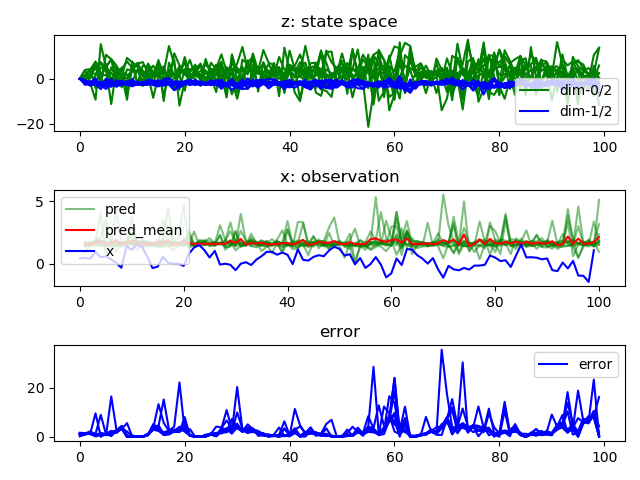 z: state space
0
−20
dim-0/2
dim-1/2
0 20 40 60 80 100
x: observation
5
0
pred
pred_mean
x
0 20 40 60 80 100
error
20
0
error
0 20 40 60 80 100